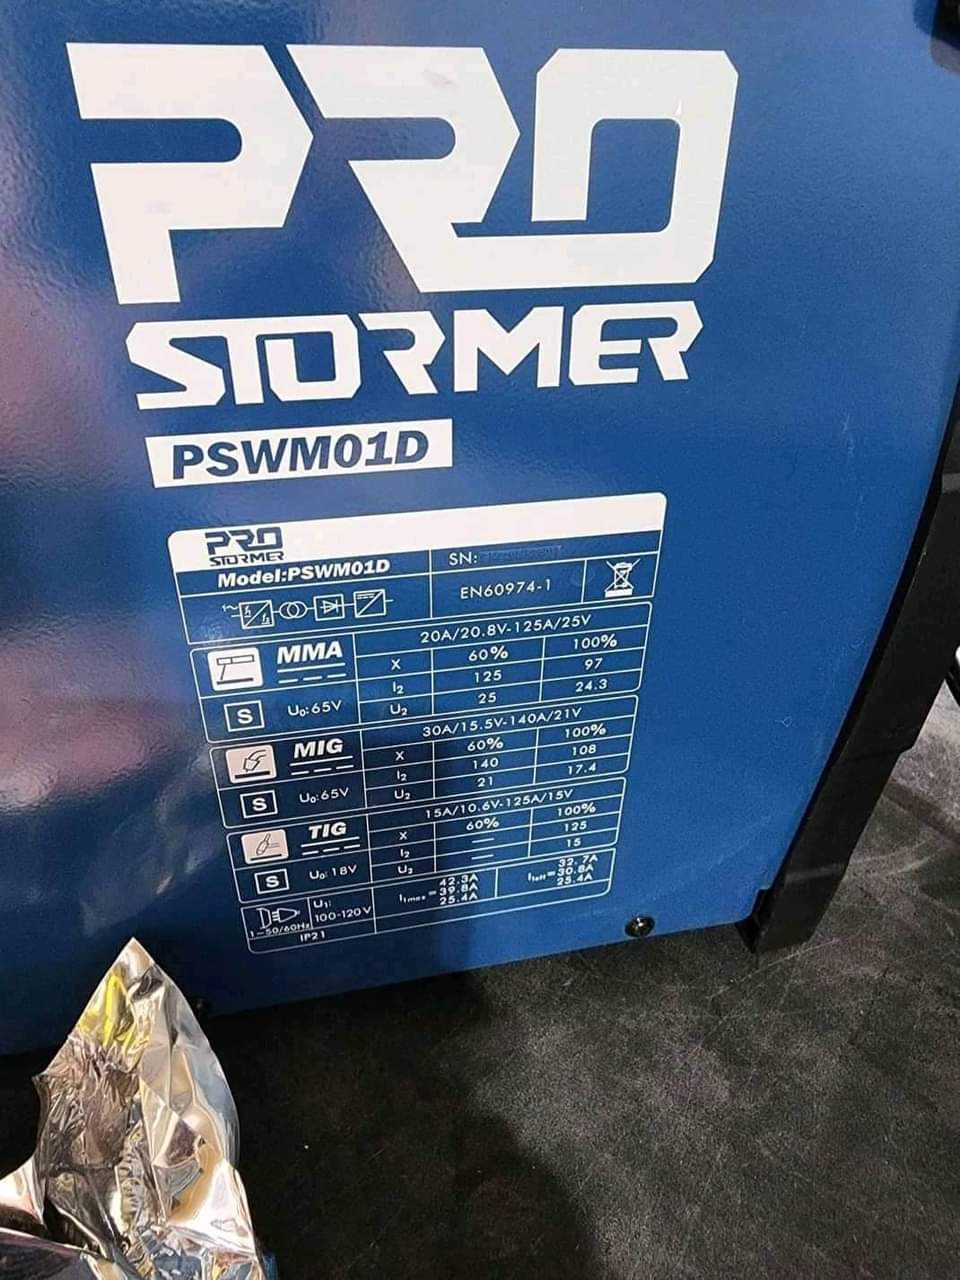 PRO
STORMER
PSWM01D
PRO
STORMER
Model:PSWM01D
SN:
EN60974-1
1~
MMA
20A/20.8V-125A/25V
X 60% 100%
I2 125 97
S U0:65V U2 25 24.3
MIG
30A/15.5V-140A/21V
X 60% 100%
I2 140 108
S U0:65V U2 21 17.4
TIG
15A/10.6V-125A/15V
X 60% 100%
I2 — 125
S U0:18V U2 — 15
1~50/60Hz
U1:
100-120V
I1max= 42.3A
39.8A
25.4A
I1eff= 32.7A
30.8A
25.4A
IP21